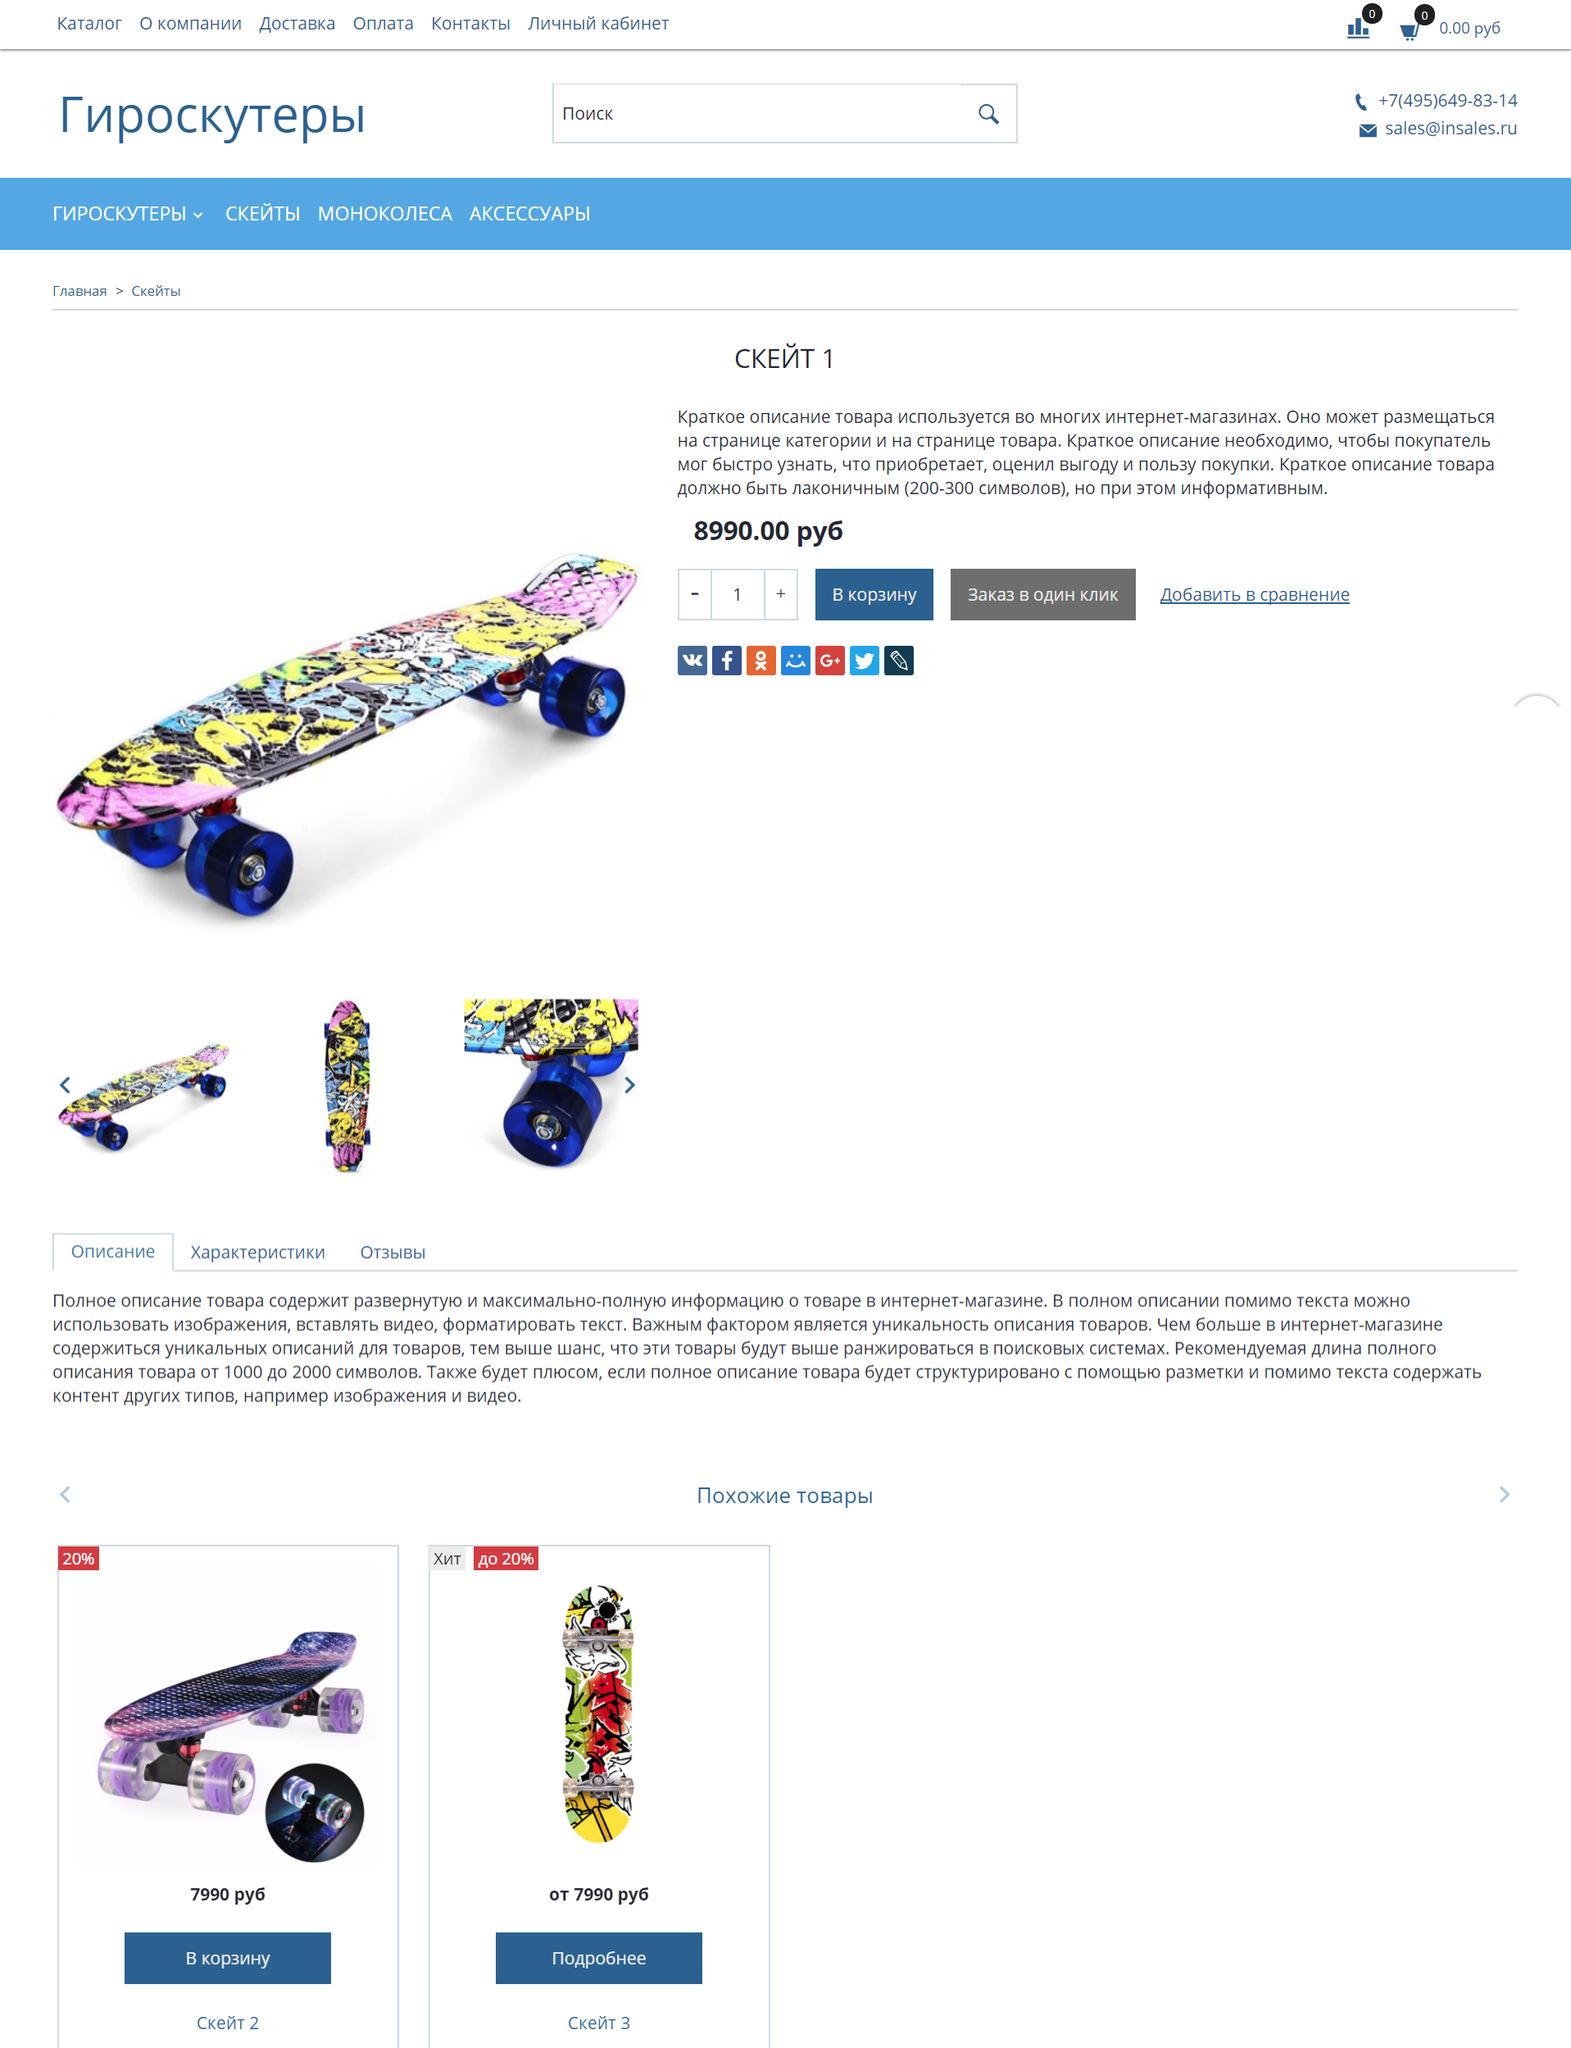 Каталог О компании Доставка Оплата Контакты Личный кабинет
0
0
0.00 руб
Гироскутеры
Поиск
+7(495)649-83-14
sales@insales.ru
ГИРОСКУТЕРЫ СКЕЙТЫ МОНОКОЛЕСА АКСЕССУАРЫ
Главная > Скейты
СКЕЙТ 1
Краткое описание товара используется во многих интернет-магазинах. Оно может размещаться
на странице категории и на странице товара. Краткое описание необходимо, чтобы покупатель
мог быстро узнать, что приобретает, оценил выгоду и пользу покупки. Краткое описание товара
должно быть лаконичным (200-300 символов), но при этом информативным.
8990.00 руб
- 1 + В корзину Заказ в один клик Добавить в сравнение
Описание Характеристики Отзывы
Полное описание товара содержит развернутую и максимально-полную информацию о товаре в интернет-магазине. В полном описании помимо текста можно
использовать изображения, вставлять видео, форматировать текст. Важным фактором является уникальность описания товаров. Чем больше в интернет-магазине
содержиться уникальных описаний для товаров, тем выше шанс, что эти товары будут выше ранжироваться в поисковых системах. Рекомендуемая длина полного
описания товара от 1000 до 2000 символов. Также будет плюсом, если полное описание товара будет структурировано с помощью разметки и помимо текста содержать
контент других типов, например изображения и видео.
Похожие товары
20%
Хит до 20%
7990 руб
от 7990 руб
В корзину
Подробнее
Скейт 2
Скейт 3